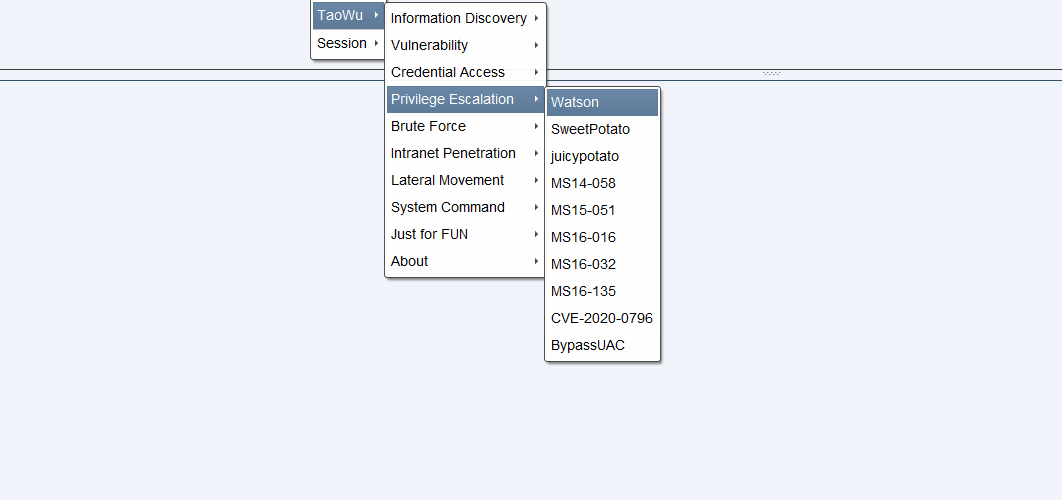 TaoWu
Session
Information Discovery
Vulnerability
Credential Access
Privilege Escalation
Brute Force
Intranet Penetration
Lateral Movement
System Command
Just for FUN
About
Watson
SweetPotato
juicypotato
MS14-058
MS15-051
MS16-016
MS16-032
MS16-135
CVE-2020-0796
BypassUAC